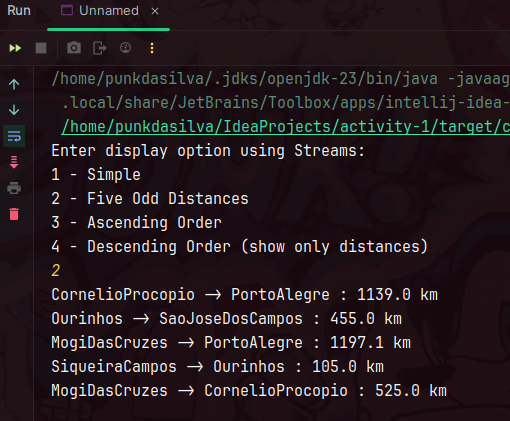 Run
Unnamed
/home/punkdasilva/.jdks/openjdk-23/bin/java -javaag
.local/share/JetBrains/Toolbox/apps/intellij-idea-
/home/punkdasilva/IdeaProjects/activity-1/target/c
Enter display option using Streams:
1 - Simple
2 - Five Odd Distances
3 - Ascending Order
4 - Descending Order (show only distances)
2
CornelioProcopio -> PortoAlegre : 1139.0 km
Ourinhos -> SaoJoseDosCampos : 455.0 km
MogiDasCruzes -> PortoAlegre : 1197.1 km
SiqueiraCampos -> Ourinhos : 105.0 km
MogiDasCruzes -> CornelioProcopio : 525.0 km